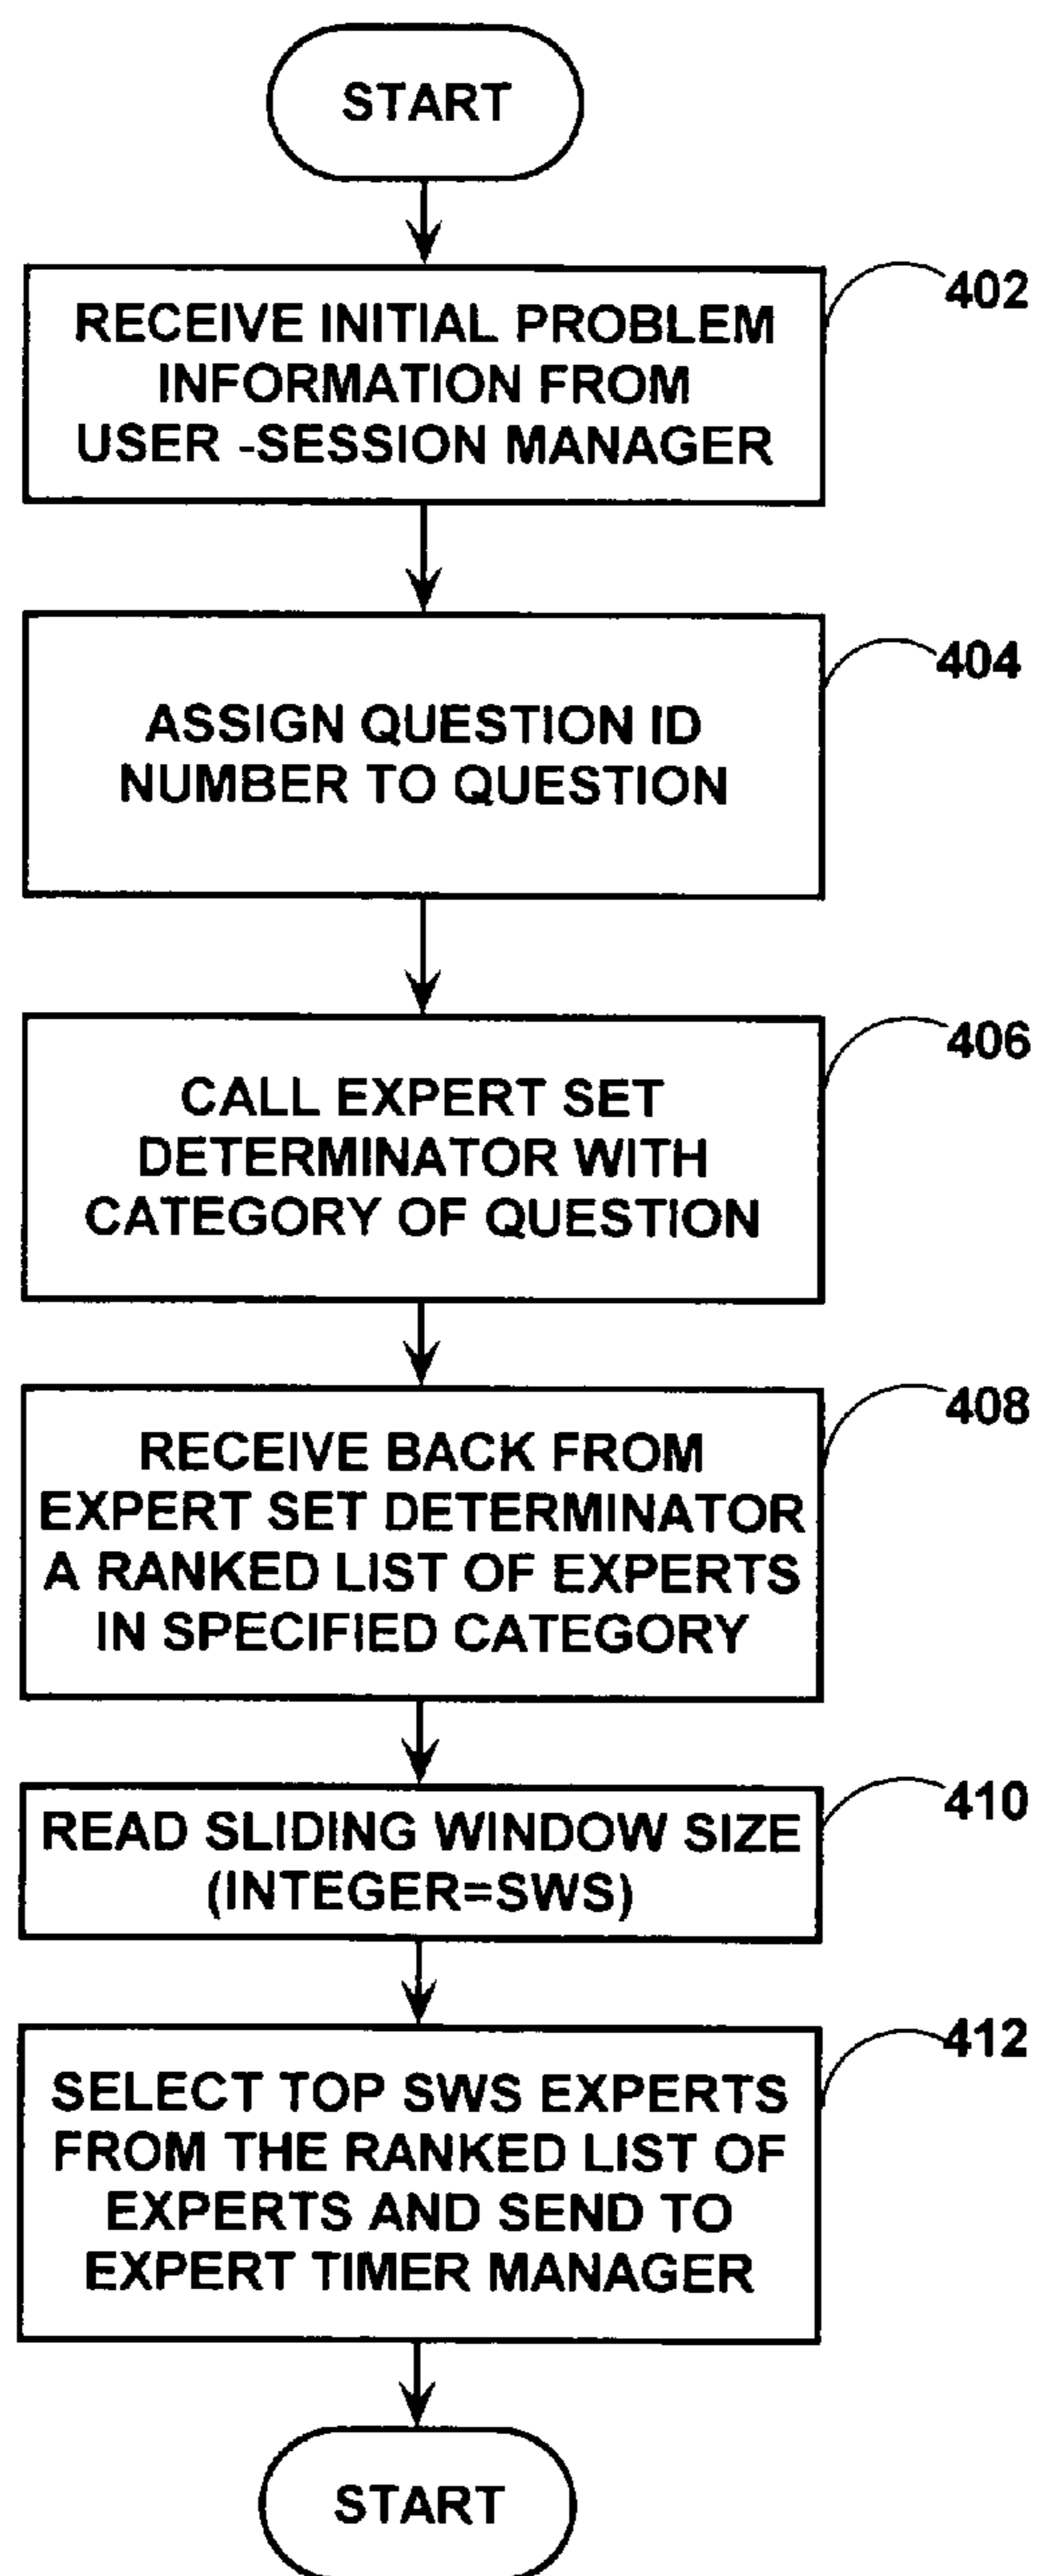 START
402
RECEIVE INITIAL PROBLEM
INFORMATION FROM
USER -SESSION MANAGER
404
ASSIGN QUESTION ID
NUMBER TO QUESTION
406
CALL EXPERT SET
DETERMINATOR WITH
CATEGORY OF QUESTION
408
RECEIVE BACK FROM
EXPERT SET DETERMINATOR
A RANKED LIST OF EXPERTS
IN SPECIFIED CATEGORY
410
READ SLIDING WINDOW SIZE
(INTEGER=SWS)
412
SELECT TOP SWS EXPERTS
FROM THE RANKED LIST OF
EXPERTS AND SEND TO
EXPERT TIMER MANAGER
START